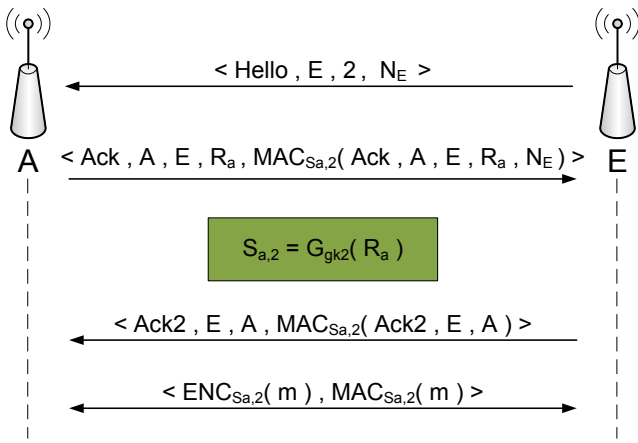 < Hello , E , 2 , N_E >
A
E
< Ack , A , E , R_a , MAC_Sa,2( Ack , A , E , R_a , N_E ) >
S_a,2 = G_gk2( R_a )
< Ack2 , E , A , MAC_Sa,2( Ack2 , E , A ) >
< ENC_Sa,2( m ) , MAC_Sa,2( m ) >